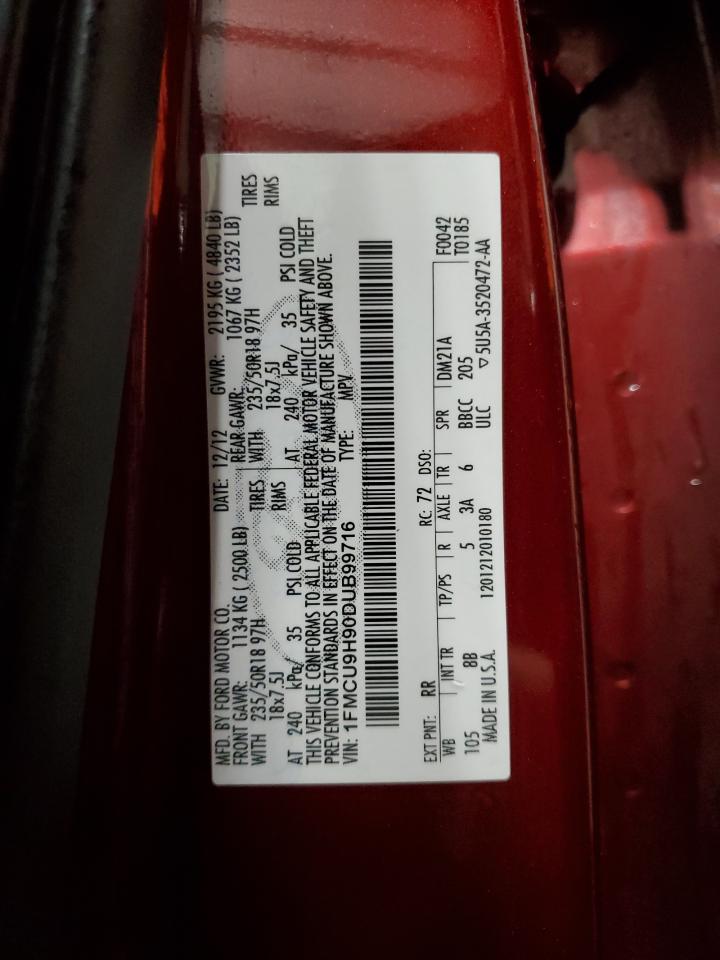 MFD. BY FORD MOTOR CO.
DATE: 12/12 GVWR: 2195 KG ( 4840 LB)
FRONT GAWR: 1134 KG ( 2500 LB) REAR GAWR: 1067 KG ( 2352 LB)
WITH 235/50R18 97H TIRES WITH 235/50R18 97H TIRES
18x7.5J RIMS 18x7.5J RIMS
AT 240 kPa/ 35 PSI COLD AT 240 kPa/ 35 PSI COLD
THIS VEHICLE CONFORMS TO ALL APPLICABLE FEDERAL MOTOR VEHICLE SAFETY AND THEFT
PREVENTION STANDARDS IN EFFECT ON THE DATE OF MANUFACTURE SHOWN ABOVE.
VIN: 1FMCU9H90DUB99716 TYPE: MPV
EXT PNT: RR RC: 72 DSO: F0042
WB INT TR TP/PS R AXLE TR SPR DM21A T0185
105 8B 5 3A 6 BBCC 205
MADE IN U.S.A. 1201212010180 ULC ▽5U5A-3520472-AA